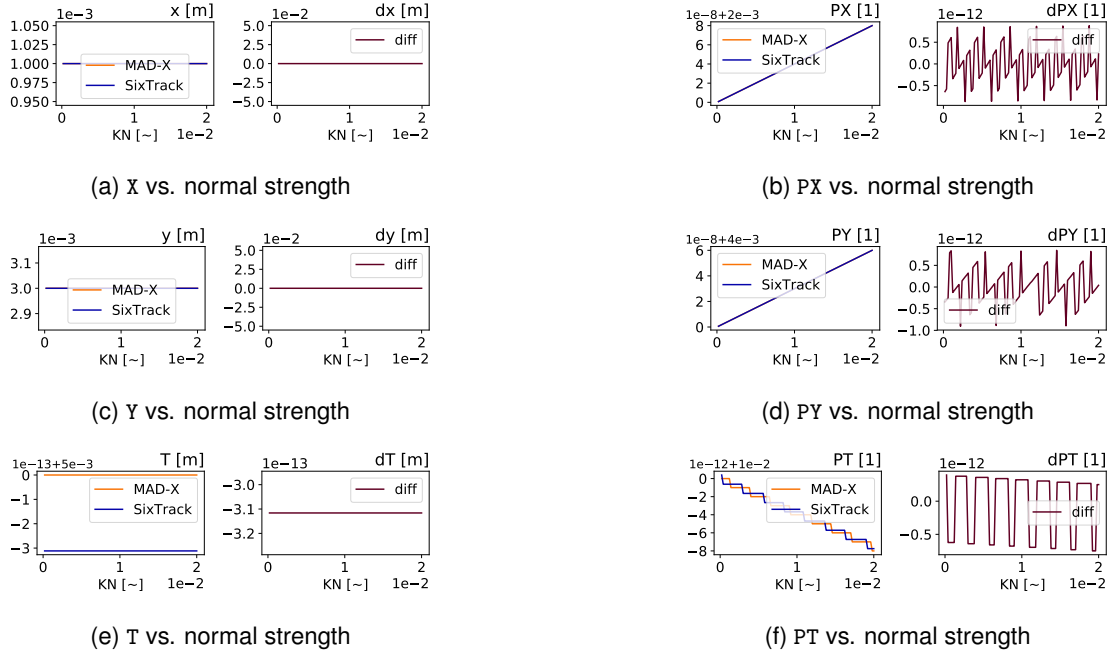 1e−3 x [m]
1.050
1.025
1.000
0.975
0.950
MAD-X
SixTrack
0 1 2
KN [~] 1e−2
1e−2 dx [m]
5.0
2.5
0.0
−2.5
−5.0
diff
0 1 2
KN [~] 1e−2
(a) X vs. normal strength
1e−8+2e−3 PX [1]
8
6
4
2
0
MAD-X
SixTrack
0 1 2
KN [~] 1e−2
1e−12 dPX [1]
0.5
0.0
−0.5
diff
0 1 2
KN [~] 1e−2
(b) PX vs. normal strength
1e−3 y [m]
3.1
3.0
2.9
MAD-X
SixTrack
0 1 2
KN [~] 1e−2
1e−2 dy [m]
5.0
2.5
0.0
−2.5
−5.0
diff
0 1 2
KN [~] 1e−2
(c) Y vs. normal strength
1e−8+4e−3 PY [1]
6
4
2
0
MAD-X
SixTrack
0 1 2
KN [~] 1e−2
1e−12 dPY [1]
0.5
0.0
−0.5
−1.0
diff
0 1 2
KN [~] 1e−2
(d) PY vs. normal strength
1e−13+5e−3 T [m]
0
−1
−2
−3
MAD-X
SixTrack
0 1 2
KN [~] 1e−2
1e−13 dT [m]
−3.0
−3.1
−3.2
diff
0 1 2
KN [~] 1e−2
(e) T vs. normal strength
1e−12+1e−2 PT [1]
0
−2
−4
−6
−8
MAD-X
SixTrack
0 1 2
KN [~] 1e−2
1e−12 dPT [1]
0.0
−0.5
diff
0 1 2
KN [~] 1e−2
(f) PT vs. normal strength